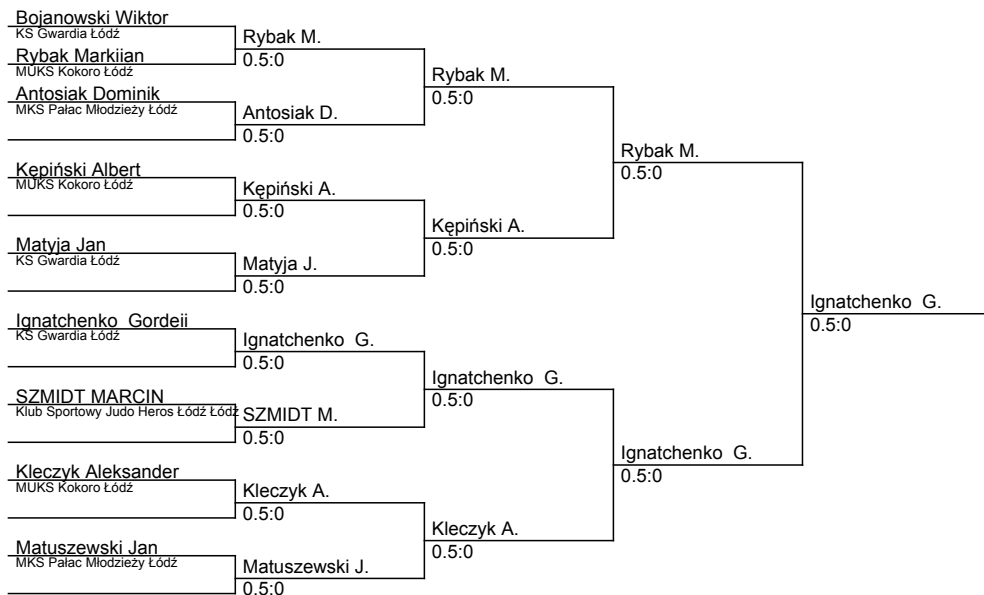 Bojanowski Wiktor
KS Gwardia Łódź
Rybak Markiian
MUKS Kokoro Łódź
Antosiak Dominik
MKS Pałac Młodzieży Łódź
Kępiński Albert
MUKS Kokoro Łódź
Matyja Jan
KS Gwardia Łódź
Ignatchenko  Gordeii
KS Gwardia Łódź
SZMIDT MARCIN
Klub Sportowy Judo Heros Łódź Łódź
Kleczyk Aleksander
MUKS Kokoro Łódź
Matuszewski Jan
MKS Pałac Młodzieży Łódź
Rybak M.
0.5:0
Antosiak D.
0.5:0
Kępiński A.
0.5:0
Matyja J.
0.5:0
Ignatchenko  G.
0.5:0
SZMIDT M.
0.5:0
Kleczyk A.
0.5:0
Matuszewski J.
0.5:0
Rybak M.
0.5:0
Kępiński A.
0.5:0
Ignatchenko  G.
0.5:0
Kleczyk A.
0.5:0
Rybak M.
0.5:0
Ignatchenko  G.
0.5:0
Ignatchenko  G.
0.5:0